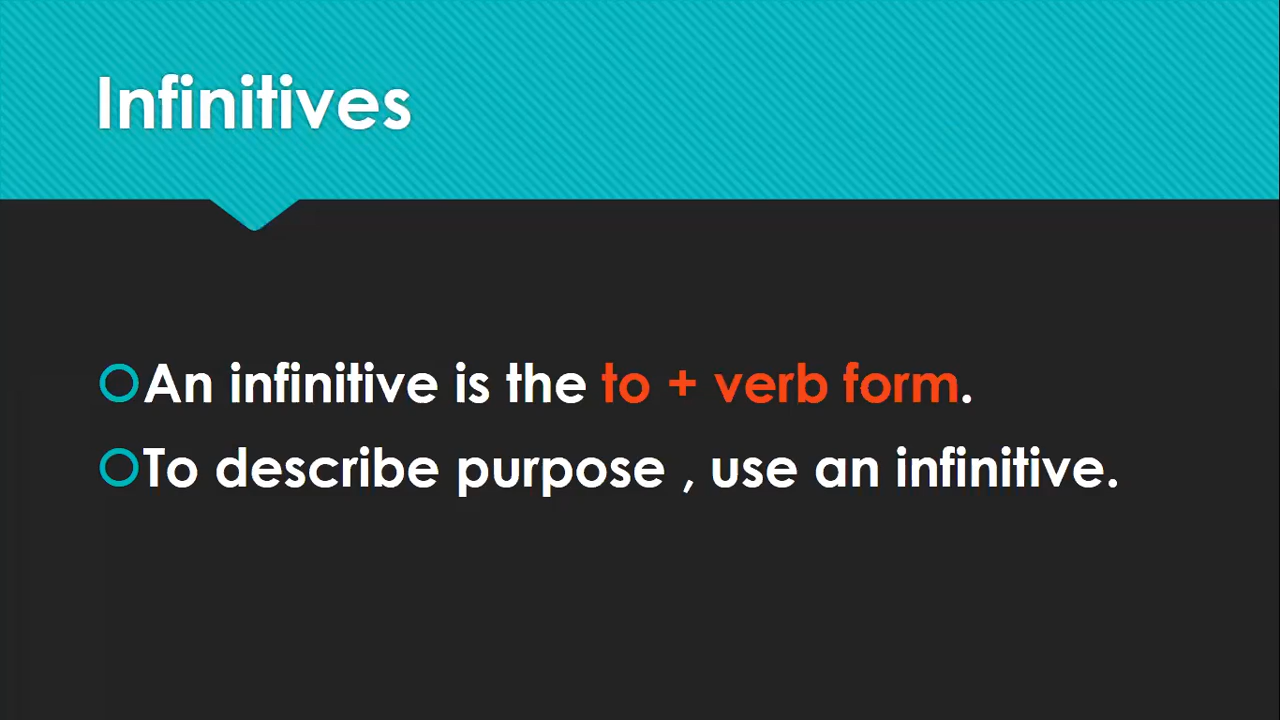 Infinitives
An infinitive is the to + verb form.
To describe purpose , use an infinitive.